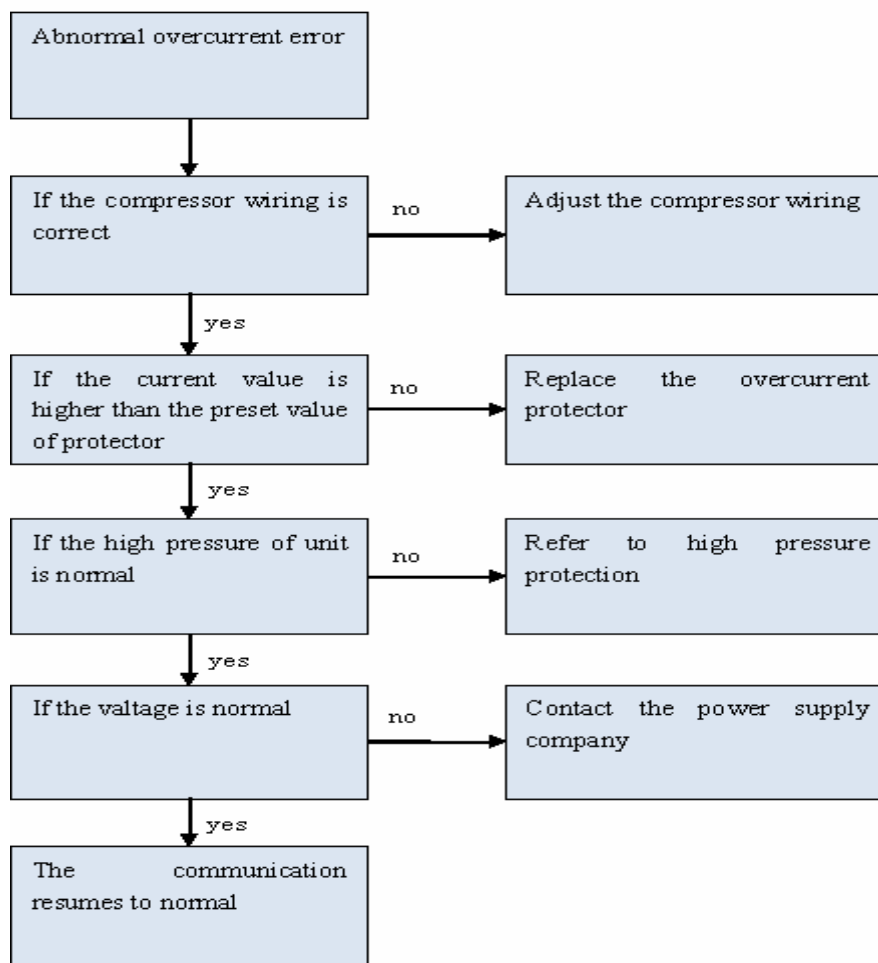 Abnormal overcurrent error
If the compressor wiring is
correct
no
Adjust the compressor wiring
yes
If the current value is
higher than the preset value
of protector
no
Replace the overcurrent
protector
yes
If the high pressure of unit
is normal
no
Refer to high pressure
protection
yes
If the valtage is normal
no
Contact the power supply
company
yes
The communication
resumes to normal